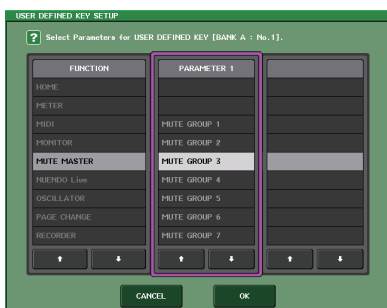 USER DEFINED KEY SETUP
? Select Parameters for USER DEFINED KEY [BANK A : No.1].
FUNCTION
HOME
METER
MIDI
MONITOR
MUTE MASTER
NUENDO Live
OSCILLATOR
PAGE CHANGE
RECORDER
PARAMETER 1
MUTE GROUP 1
MUTE GROUP 2
MUTE GROUP 3
MUTE GROUP 4
MUTE GROUP 5
MUTE GROUP 6
MUTE GROUP 7
CANCEL
OK